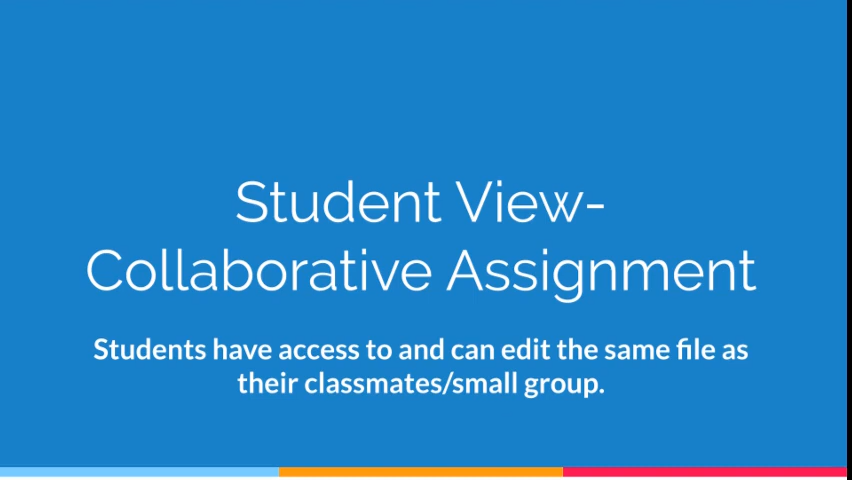 Student View-
Collaborative Assignment
Students have access to and can edit the same file as
their classmates/small group.